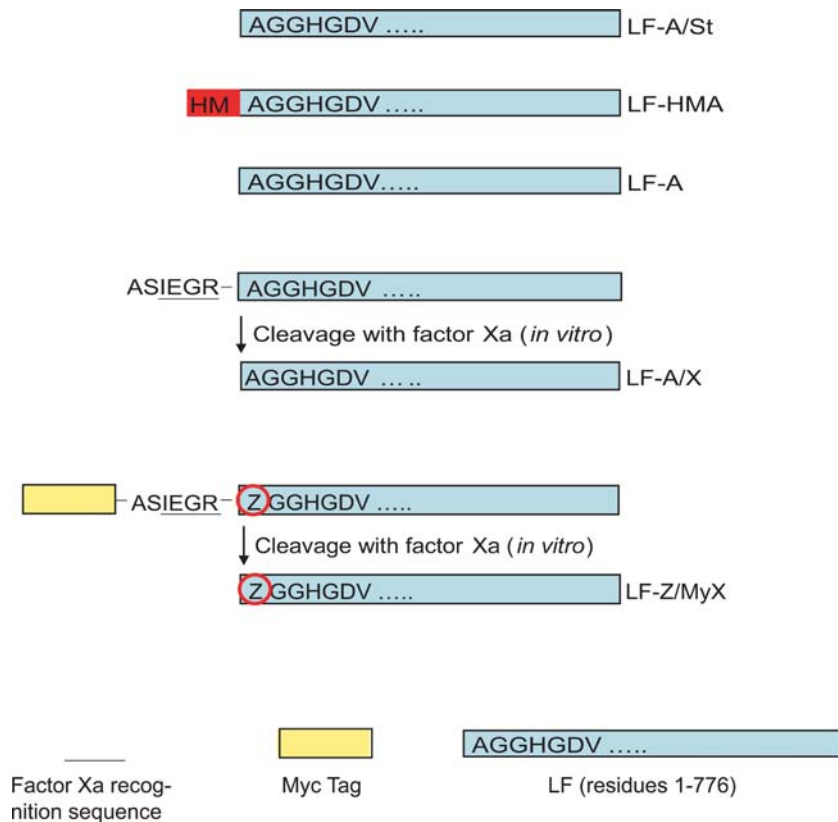 AGGHGDV ..... LF-A/St
HM AGGHGDV ..... LF-HMA
AGGHGDV..... LF-A
ASIEGR AGGHGDV .....
Cleavage with factor Xa (in vitro)
AGGHGDV ..... LF-A/X
ASIEGR Z GGHGDV .....
Cleavage with factor Xa (in vitro)
Z GGHGDV ..... LF-Z/MyX
AGGHGDV .....
Factor Xa recog-
nition sequence
Myc Tag
LF (residues 1-776)